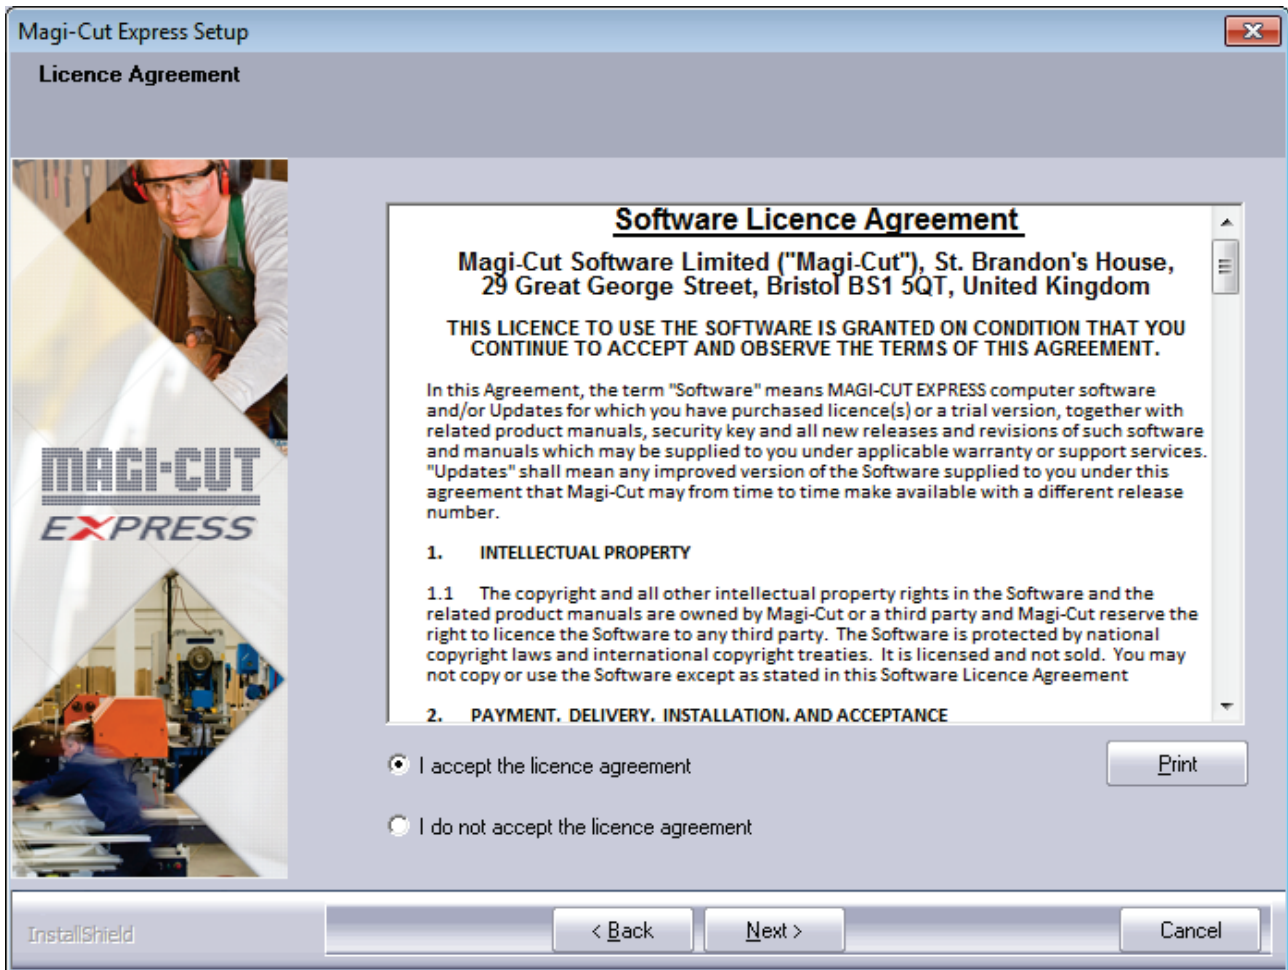 Magi-Cut Express Setup
Licence Agreement
Software Licence Agreement
Magi-Cut Software Limited ("Magi-Cut"), St. Brandon's House,
29 Great George Street, Bristol BS1 5QT, United Kingdom
THIS LICENCE TO USE THE SOFTWARE IS GRANTED ON CONDITION THAT YOU
CONTINUE TO ACCEPT AND OBSERVE THE TERMS OF THIS AGREEMENT.
In this Agreement, the term "Software" means MAGI-CUT EXPRESS computer software
and/or Updates for which you have purchased licence(s) or a trial version, together with
related product manuals, security key and all new releases and revisions of such software
and manuals which may be supplied to you under applicable warranty or support services.
"Updates" shall mean any improved version of the Software supplied to you under this
agreement that Magi-Cut may from time to time make available with a different release
number.
1. INTELLECTUAL PROPERTY
1.1 The copyright and all other intellectual property rights in the Software and the
related product manuals are owned by Magi-Cut or a third party and Magi-Cut reserve the
right to licence the Software to any third party. The Software is protected by national
copyright laws and international copyright treaties. It is licensed and not sold. You may
not copy or use the Software except as stated in this Software Licence Agreement
2. PAYMENT, DELIVERY, INSTALLATION, AND ACCEPTANCE
MAGI-CUT
EXPRESS
I accept the licence agreement
Print
I do not accept the licence agreement
InstallShield
< Back
Next >
Cancel